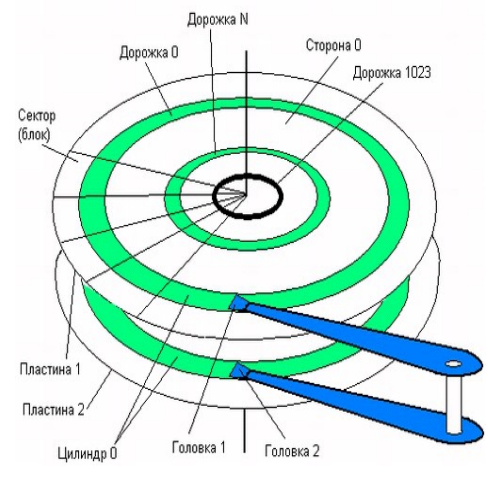 Дорожка N
Дорожка 0
Сторона 0
Дорожка 1023
Сектор
(блок)
Пластина 1
Пластина 2
Цилиндр 0
Головка 1
Головка 2